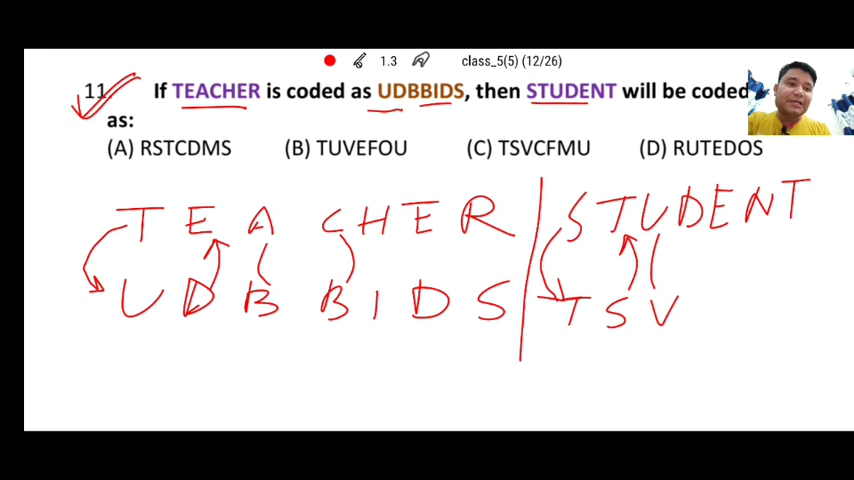 1.3 class_5(5) (12/26)
11. If TEACHER is coded as UDBBIDS, then STUDENT will be coded
as:
(A) RSTCDMS (B) TUVEFOU (C) TSVCFMU (D) RUTEDOS
T E A C H E R S T U D E N T
U D B B I D S T S V